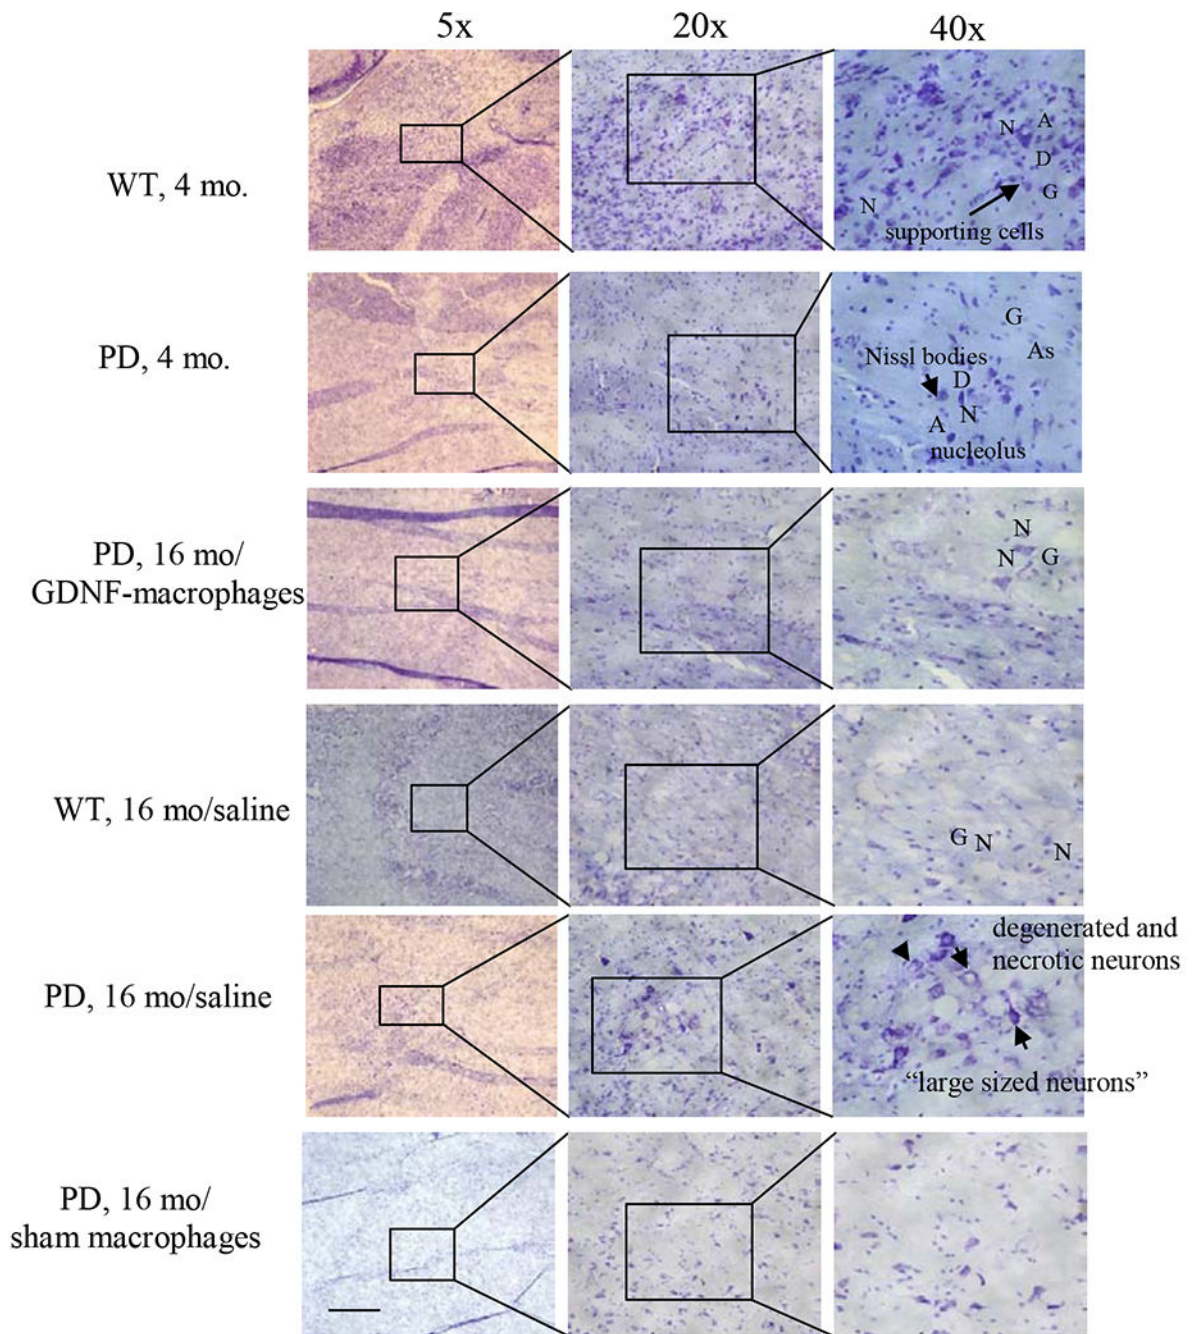 5x 20x 40x
WT, 4 mo.
N A
D
G
N
supporting cells
PD, 4 mo.
G
As
Nissl bodies
D
N
A
nucleolus
PD, 16 mo/
GDNF-macrophages
N
N G
WT, 16 mo/saline
G N N
PD, 16 mo/saline
degenerated and
necrotic neurons
“large sized neurons”
PD, 16 mo/
sham macrophages